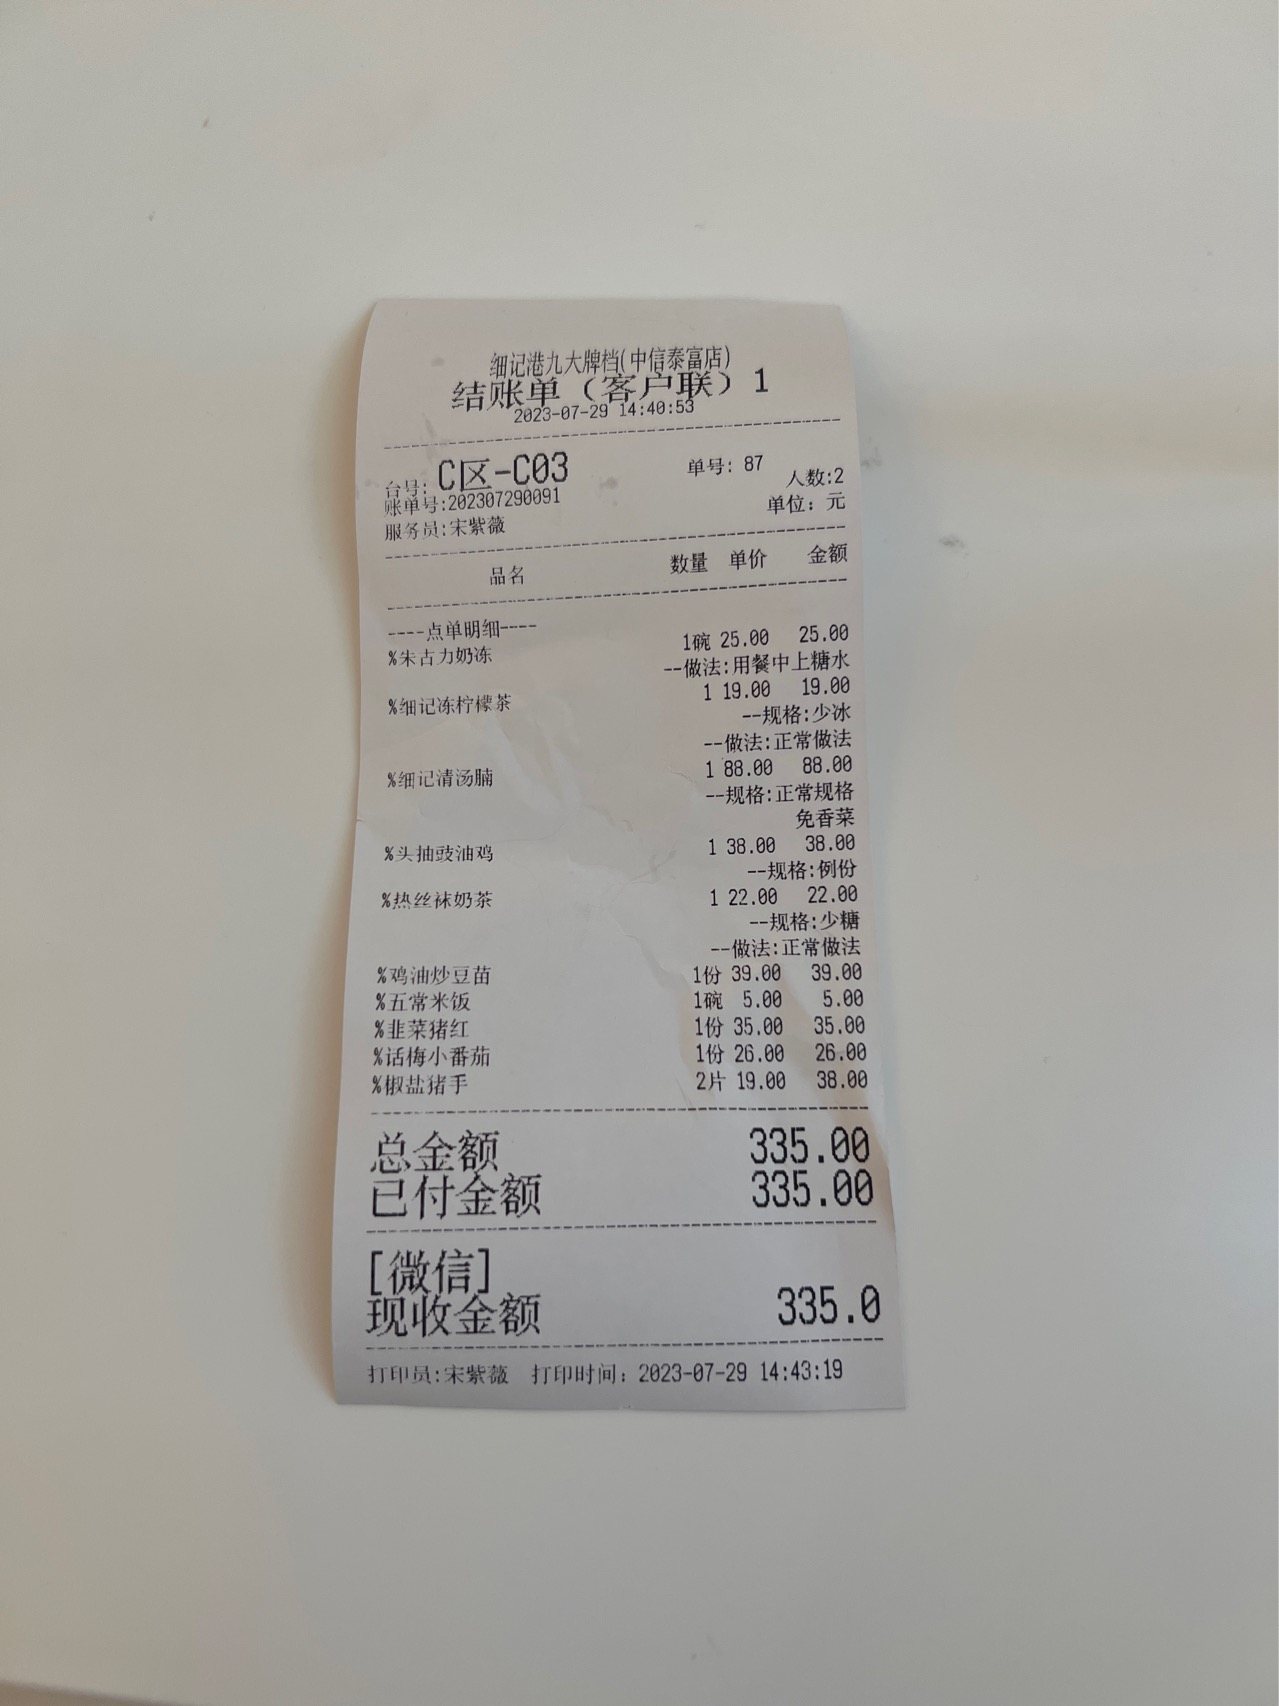 细记港九大牌档(中信泰富店)
结账单（客户联）1
2023-07-29 14:40:53
台号: C区-C03 单号: 87
账单号:202307290091 人数:2
服务员:宋紫薇 单位: 元
品名 数量 单价 金额
----点单明细----
%朱古力奶冻 1碗 25.00 25.00
--做法:用餐中上糖水
%细记冻柠檬茶 1 19.00 19.00
--规格:少冰
--做法:正常做法
%细记清汤腩 1 88.00 88.00
--规格:正常规格
免香菜
%头抽豉油鸡 1 38.00 38.00
--规格:例份
%热丝袜奶茶 1 22.00 22.00
--规格:少糖
--做法:正常做法
%鸡油炒豆苗 1份 39.00 39.00
%五常米饭 1碗 5.00 5.00
%韭菜猪红 1份 35.00 35.00
%话梅小番茄 1份 26.00 26.00
%椒盐猪手 2片 19.00 38.00
总金额 335.00
已付金额 335.00
[微信]
现收金额 335.0
打印员:宋紫薇 打印时间: 2023-07-29 14:43:19